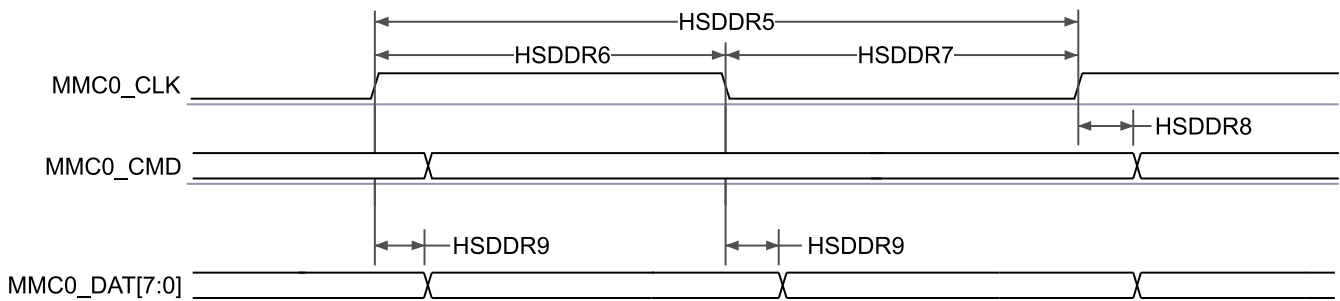 HSDDR5
HSDDR6
HSDDR7
MMC0_CLK
HSDDR8
MMC0_CMD
HSDDR9
HSDDR9
MMC0_DAT[7:0]